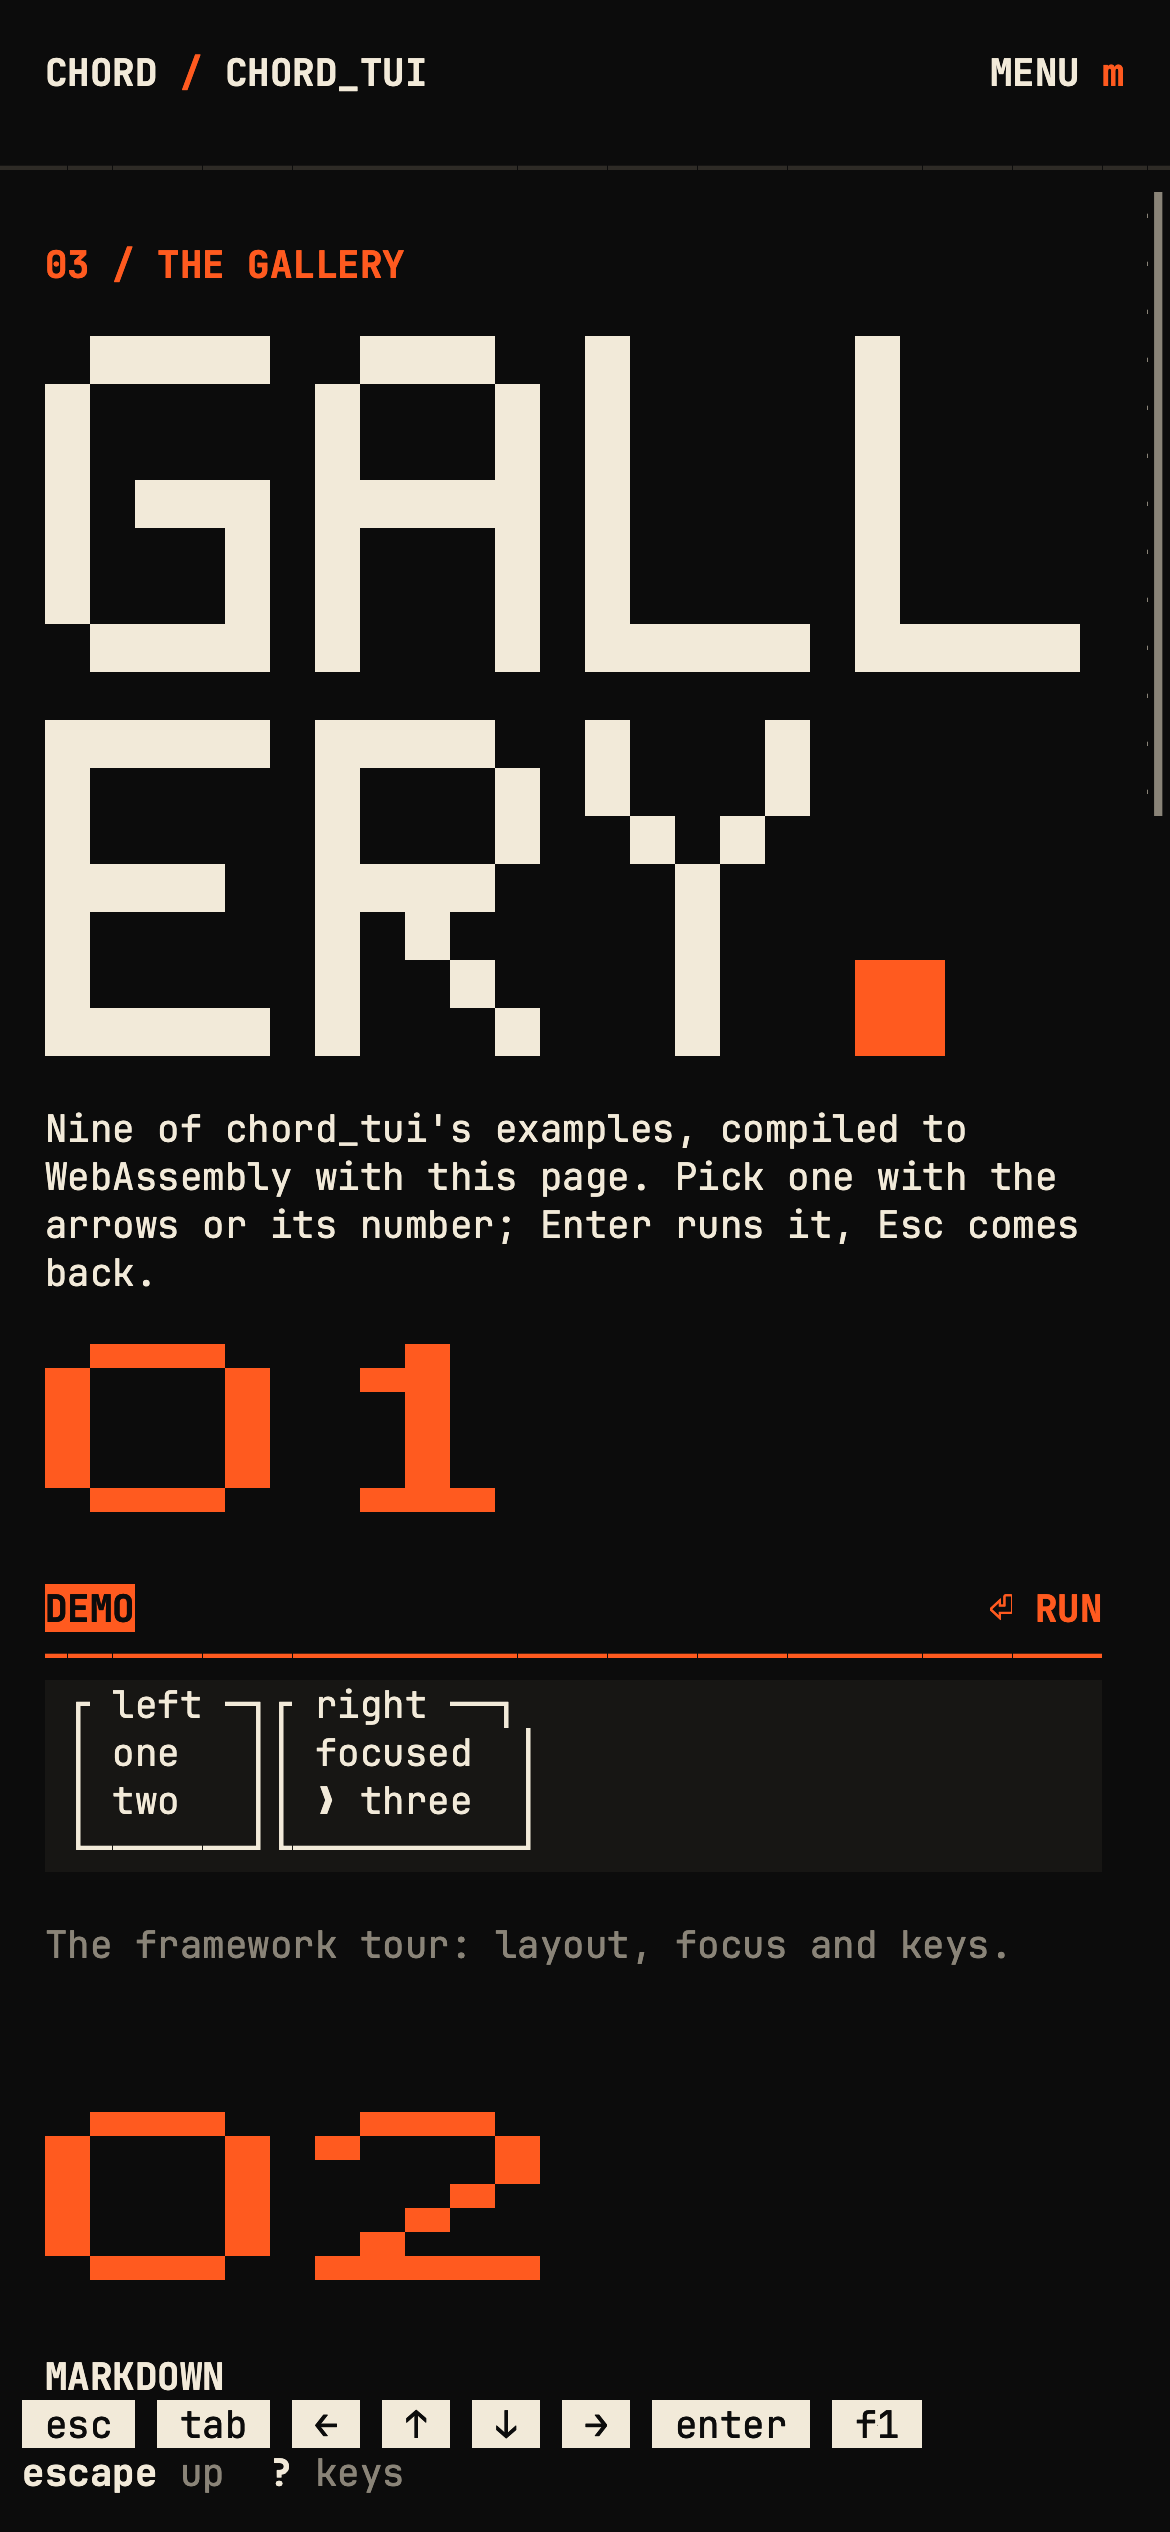 CHORD / CHORD_TUI MENU m
03 / THE GALLERY
GALL
ERY.
Nine of chord_tui's examples, compiled to
WebAssembly with this page. Pick one with the
arrows or its number; Enter runs it, Esc comes
back.
01
DEMO ⏎ RUN
left right
one focused
two ❫ three
The framework tour: layout, focus and keys.
02
MARKDOWN
esc tab ← ↑ ↓ → enter f1
escape up ? keys